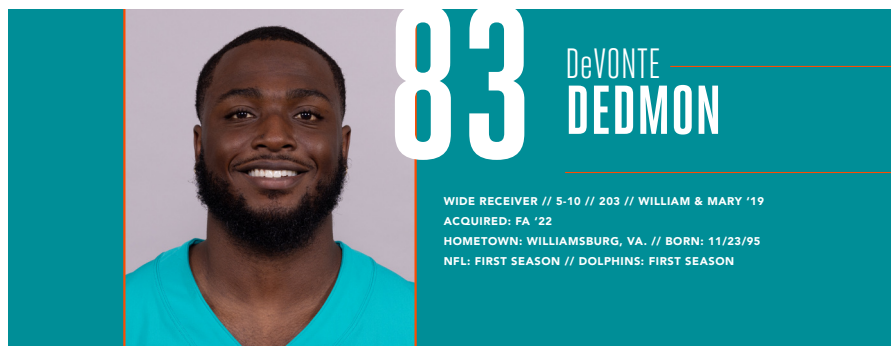 83
DeVONTE
DEDMON
WIDE RECEIVER // 5-10 // 203 // WILLIAM & MARY ’19
ACQUIRED: FA ’22
HOMETOWN: WILLIAMSBURG, VA. // BORN: 11/23/95
NFL: FIRST SEASON // DOLPHINS: FIRST SEASON